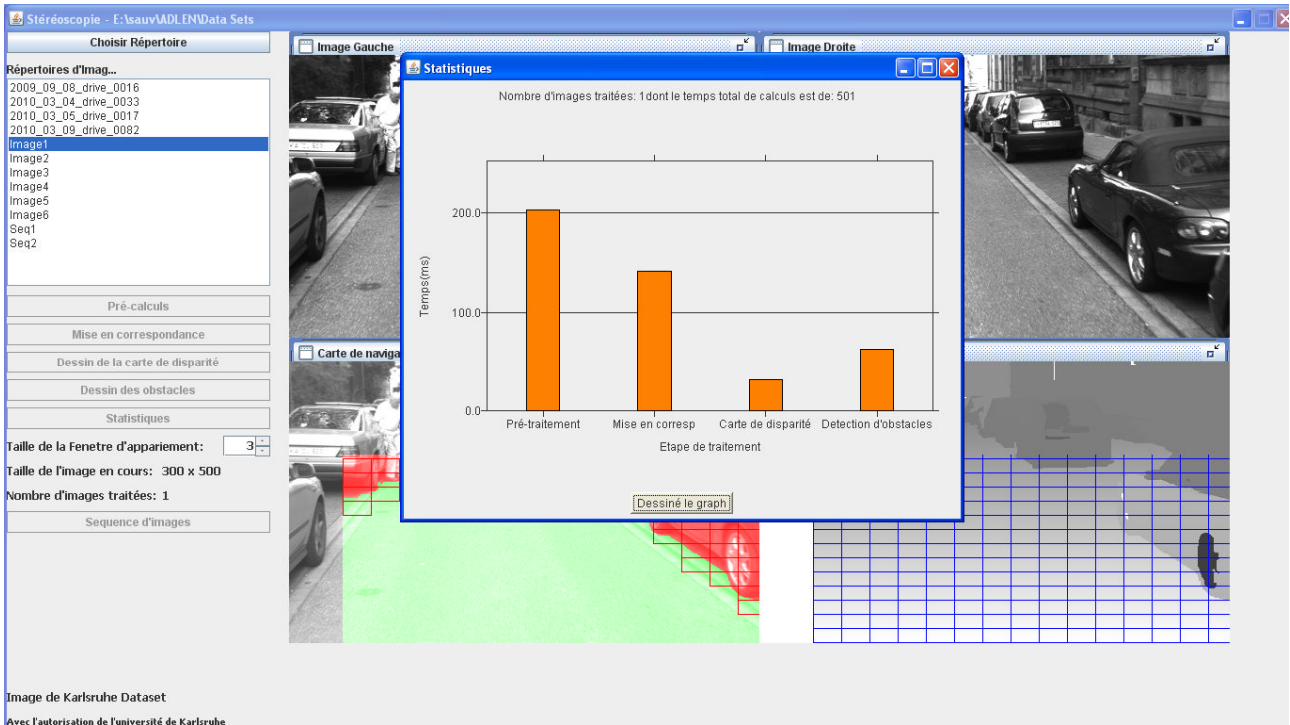 Stéréoscopie - E:\sauv\ADLEN\Data Sets
Choisir Répertoire
Répertoires d'Imag...
2009_09_08_drive_0016
2010_03_04_drive_0033
2010_03_05_drive_0017
2010_03_09_drive_0082
Image1
Image2
Image3
Image4
Image5
Image6
Seq1
Seq2
Pré-calculs
Mise en correspondance
Dessin de la carte de disparité
Dessin des obstacles
Statistiques
Taille de la Fenetre d'appariement: 3
Taille de l'image en cours: 300 x 500
Nombre d'images traitées: 1
Sequence d'images
Image de Karlsruhe Dataset
Avec l'autorisation de l'université de Karlsruhe
Image Gauche
Image Droite
Carte de naviga
Statistiques
Nombre d'images traitées: 1dont le temps total de calculs est de: 501
Temps(ms)
200.0
100.0
0.0
Pré-traitement Mise en corresp Carte de disparité Detection d'obstacles
Etape de traitement
Dessiné le graph